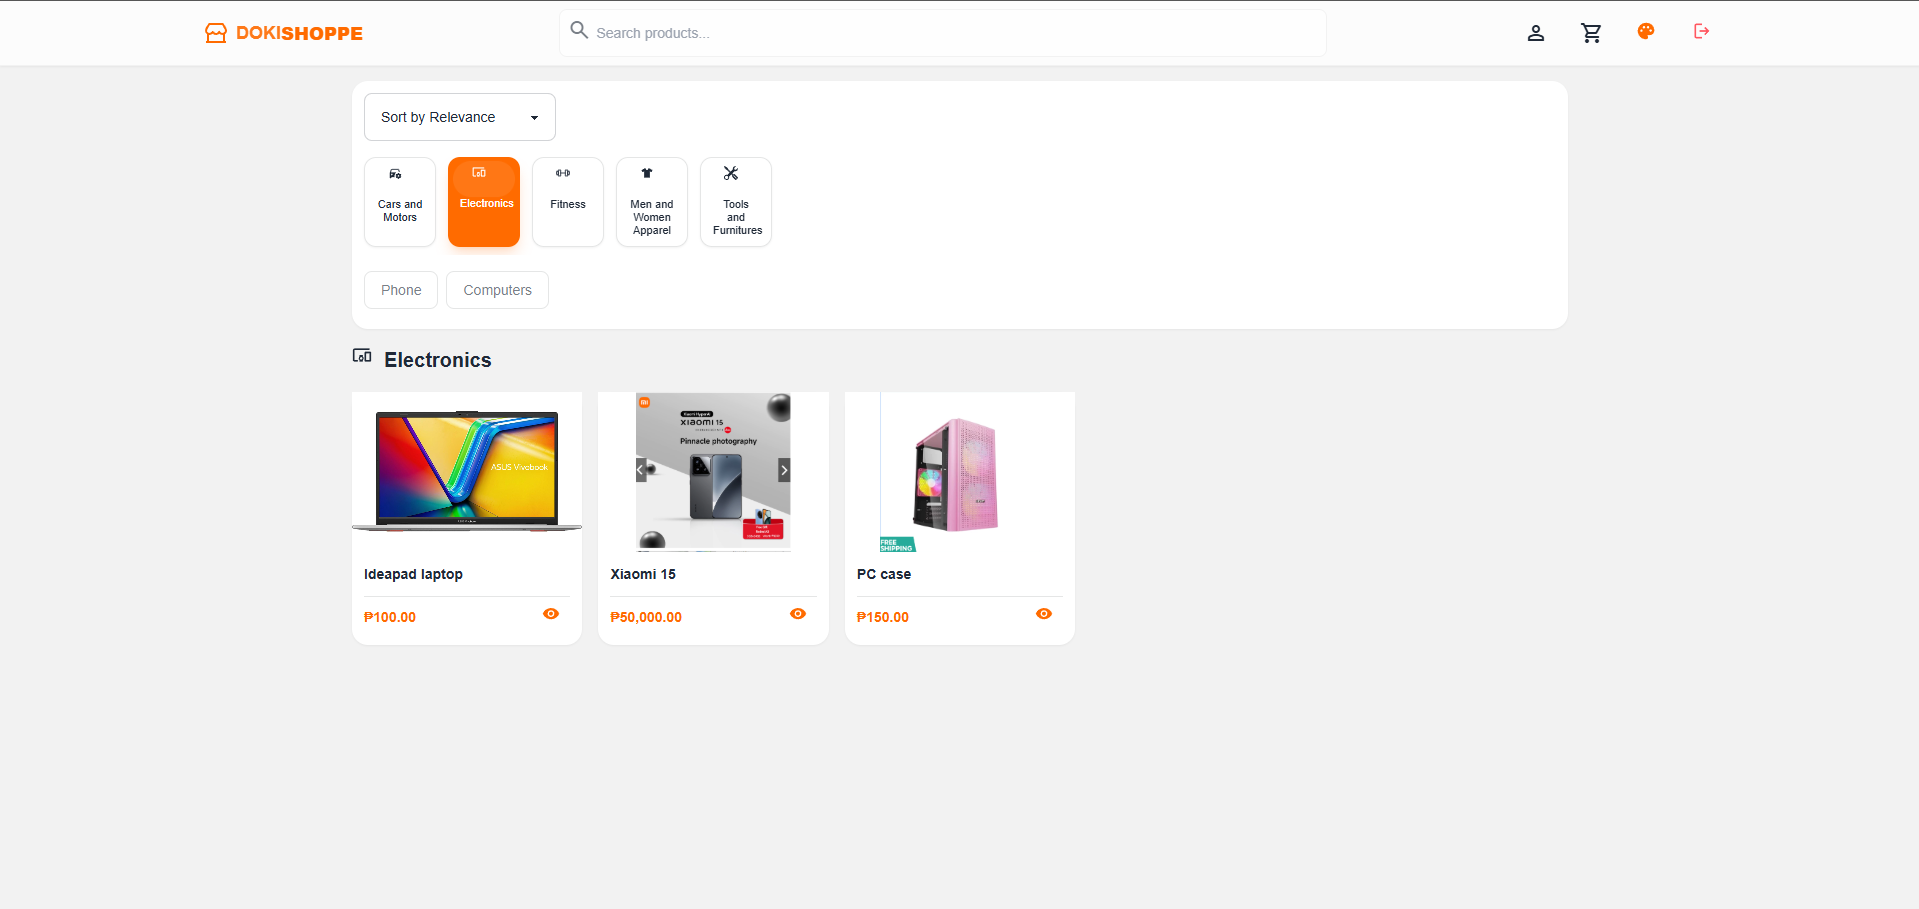 DOKISHOPPE
Search products...
Sort by Relevance
Cars and
Motors
Electronics
Fitness
Men and
Women
Apparel
Tools
and
Furnitures
Phone
Computers
Electronics
ASUS Vivobook
Xiaomi HyperAI
xiaomi 15
Pinnacle photography
FREE
SHIPPING
Ideapad laptop
Xiaomi 15
PC case
₱100.00
₱50,000.00
₱150.00